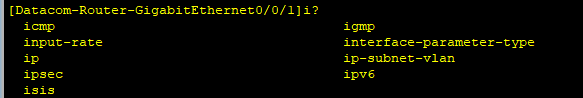 [Datacom-Router-GigabitEthernet0/0/1]i?
icmp igmp
input-rate interface-parameter-type
ip ip-subnet-vlan
ipsec ipv6
isis